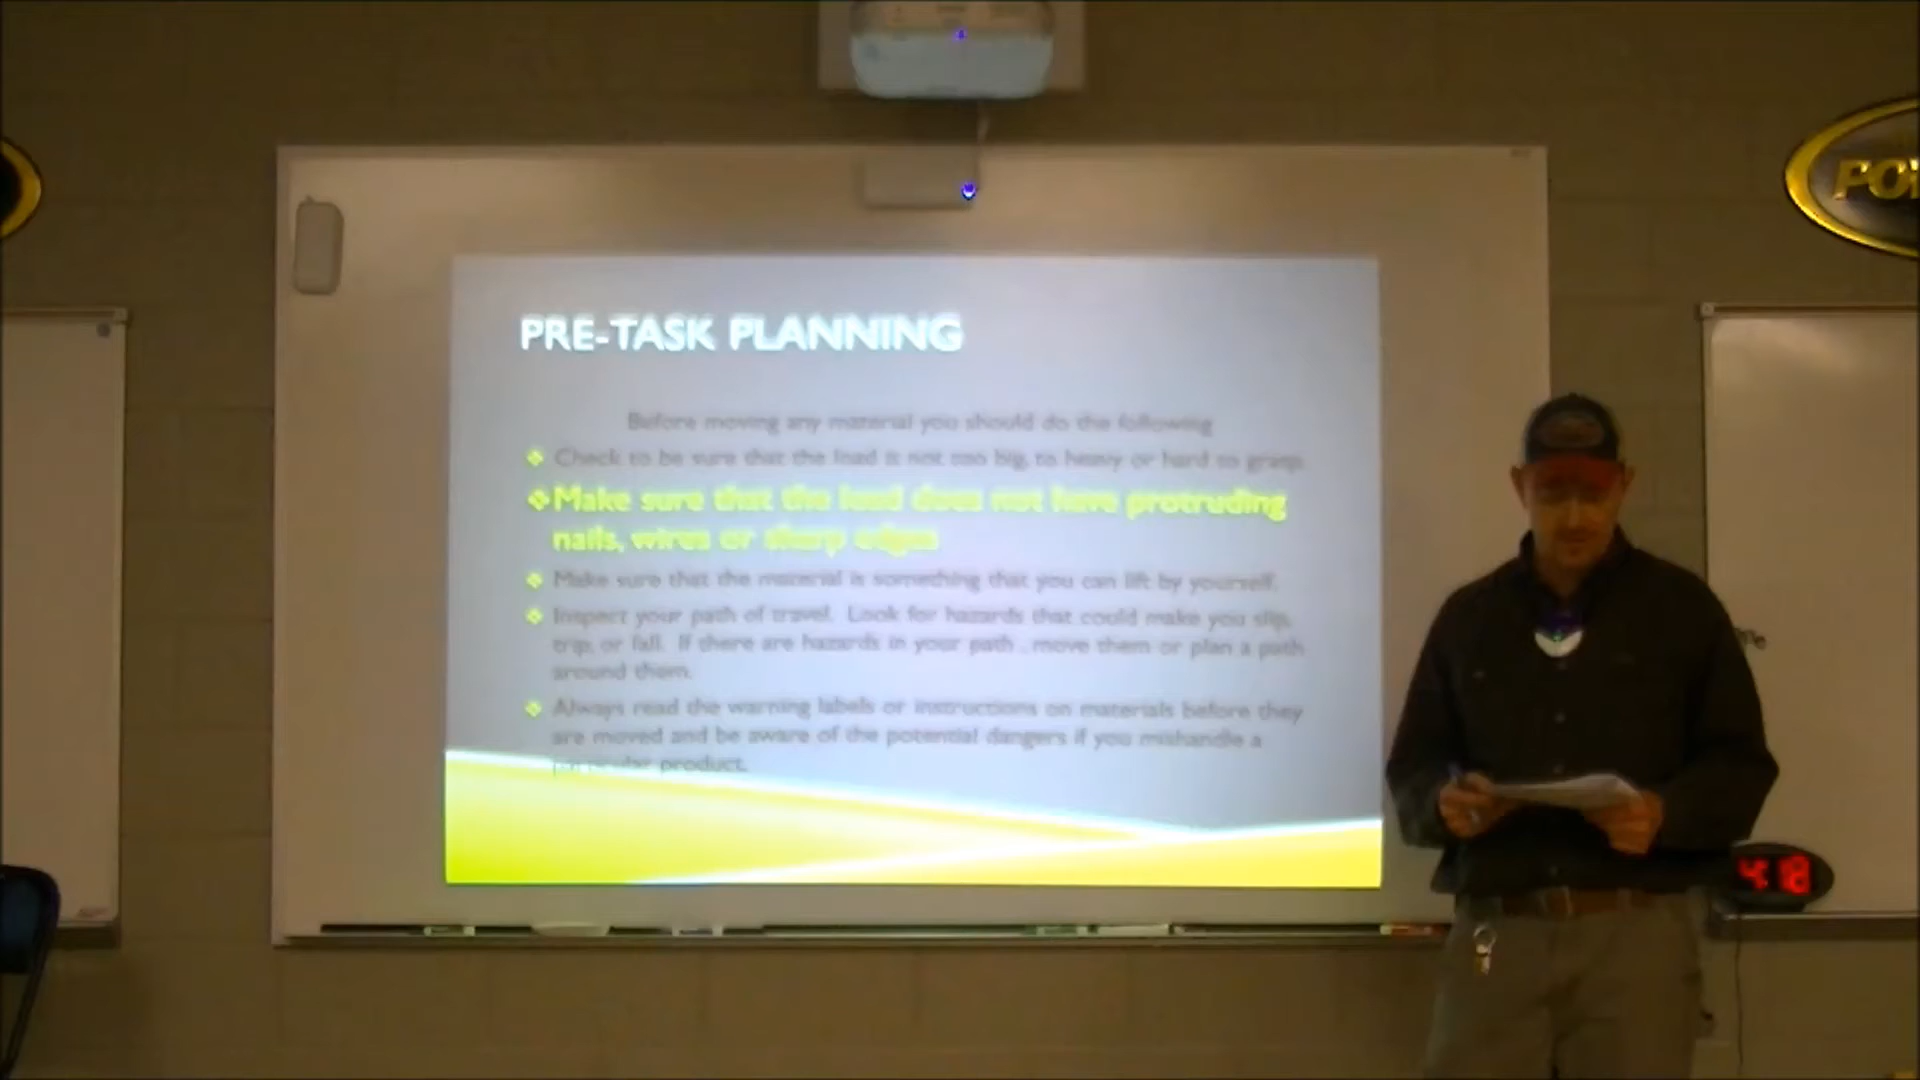 PO
PRE-TASK PLANNING
Before moving any material you should do the following
Check to be sure that the load is not too big, to heavy or hard to grasp.
Make sure that the load does not have protruding
nails, wires or sharp edges
Make sure that the material is something that you can lift by yourself.
Inspect your path of travel. Look for hazards that could make you slip,
trip, or fall. If there are hazards in your path , move them or plan a path
around them.
Always read the warning labels or instructions on materials before they
are moved and be aware of the potential dangers if you mishandle a
particular product.
4:18